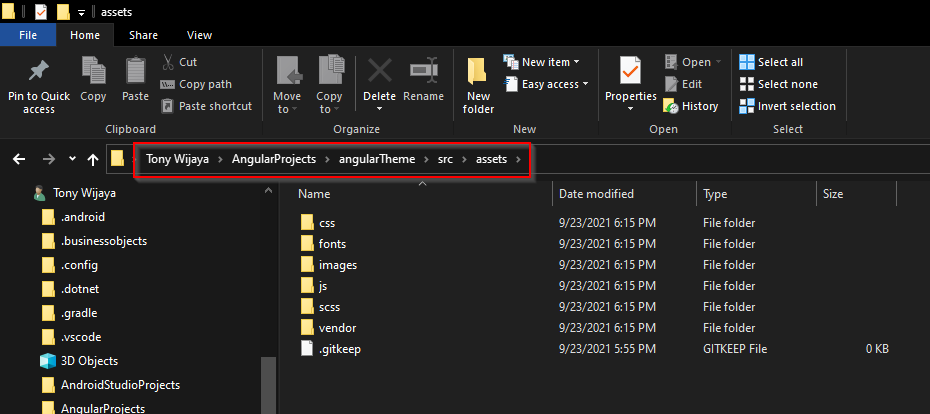 assets
File Home Share View
Pin to Quick access
Copy
Paste
Cut
Copy path
Paste shortcut
Clipboard
Move to
Copy to
Delete
Rename
Organize
New folder
New item
Easy access
New
Properties
Open
Edit
History
Open
Select all
Select none
Invert selection
Select
Tony Wijaya > AngularProjects > angularTheme > src > assets >
Tony Wijaya
.android
.businessobjects
.config
.dotnet
.gradle
.vscode
3D Objects
AndroidStudioProjects
AngularProjects
Name Date modified Type Size
css 9/23/2021 6:15 PM File folder
fonts 9/23/2021 6:15 PM File folder
images 9/23/2021 6:15 PM File folder
js 9/23/2021 6:15 PM File folder
scss 9/23/2021 6:15 PM File folder
vendor 9/23/2021 6:15 PM File folder
.gitkeep 9/23/2021 5:55 PM GITKEEP File 0 KB